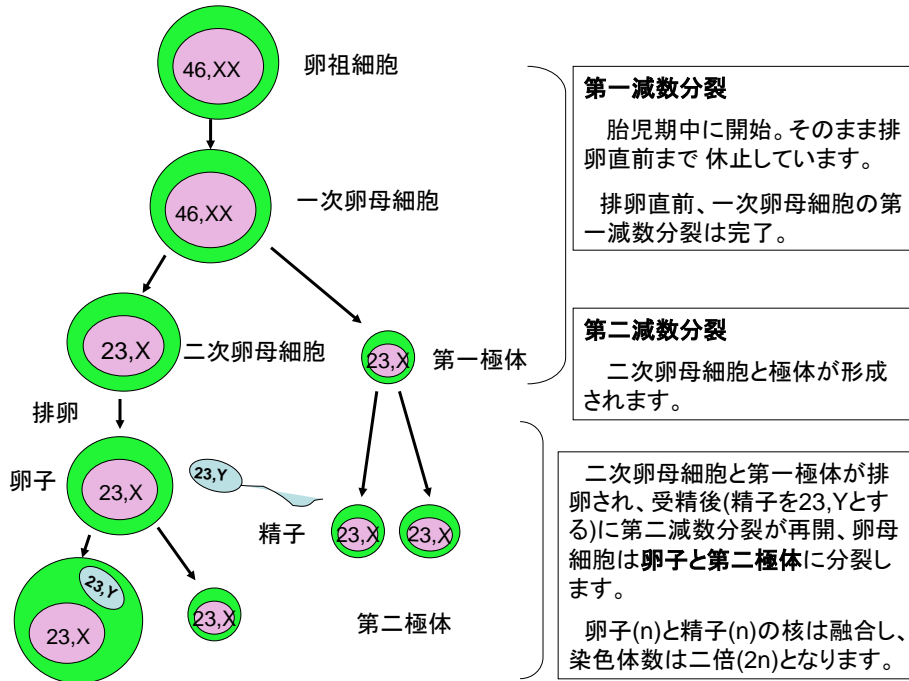 46,XX
卵祖細胞
46,XX
一次卵母細胞
23,X
二次卵母細胞
23,X
第一極体
排卵
卵子
23,X
23,Y
精子
23,X
23,X
23,Y
23,X
23,X
第二極体
第一減数分裂
胎児期中に開始。そのまま排
卵直前まで 休止しています。
排卵直前、一次卵母細胞の第
一減数分裂は完了。
第二減数分裂
二次卵母細胞と極体が形成
されます。
二次卵母細胞と第一極体が排
卵され、受精後(精子を23,Yとす
る)に第二減数分裂が再開、卵母
細胞は卵子と第二極体に分裂し
ます。
卵子(n)と精子(n)の核は融合し、
染色体数は二倍(2n)となります。